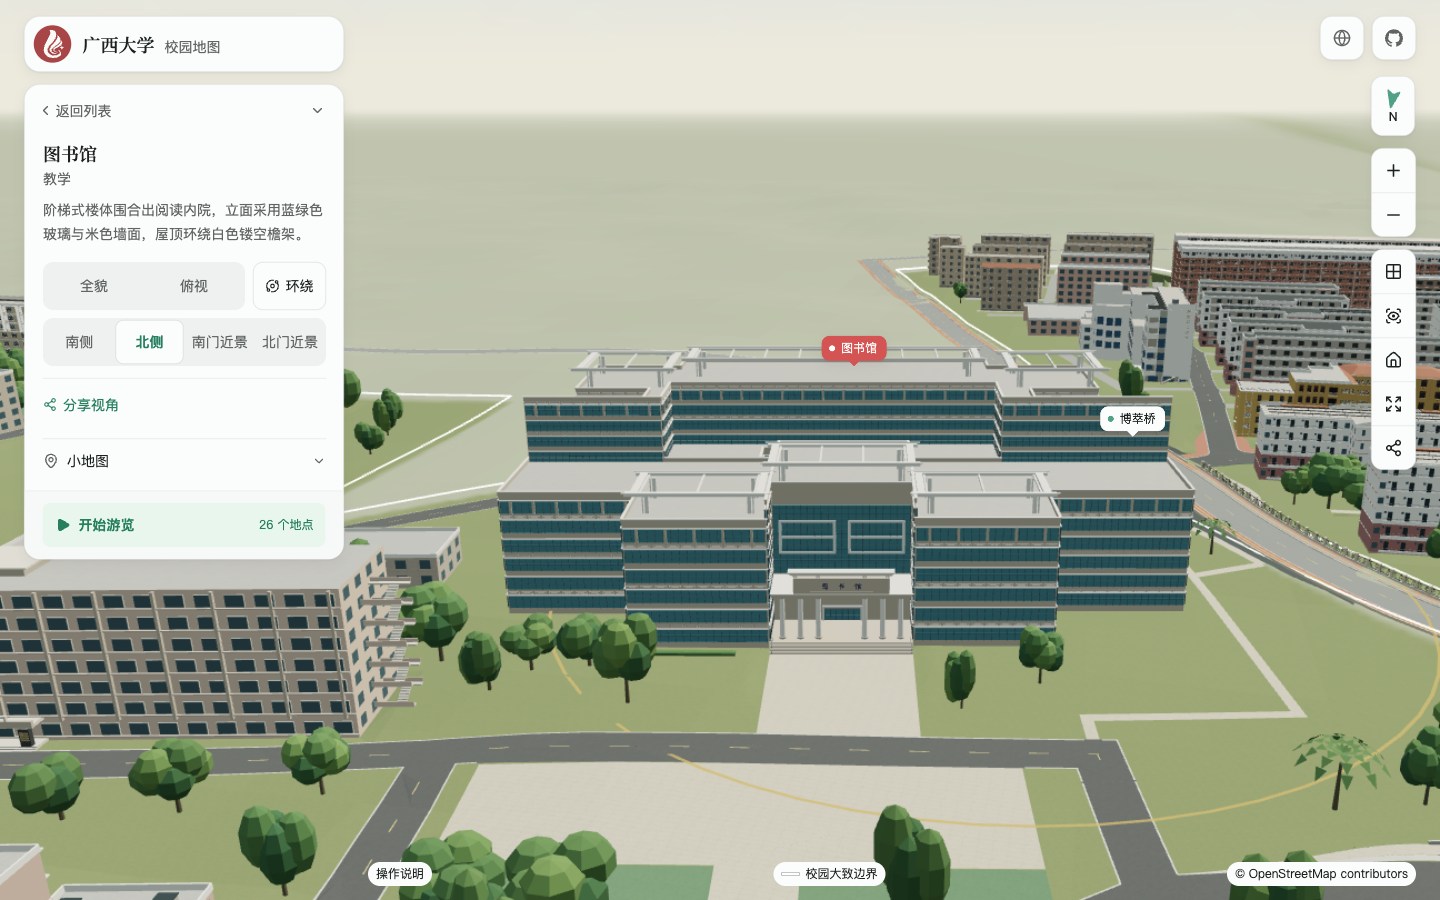 广西大学 校园地图
返回列表
图书馆
教学
阶梯式楼体围合出阅读内院，立面采用蓝绿色
玻璃与米色墙面，屋顶环绕白色镂空檐架。
全貌 俯视 环绕
南侧 北侧 南门近景 北门近景
分享视角
小地图
开始游览 26 个地点
N
图书馆
博萃桥
图书馆
操作说明
校园大致边界
© OpenStreetMap contributors